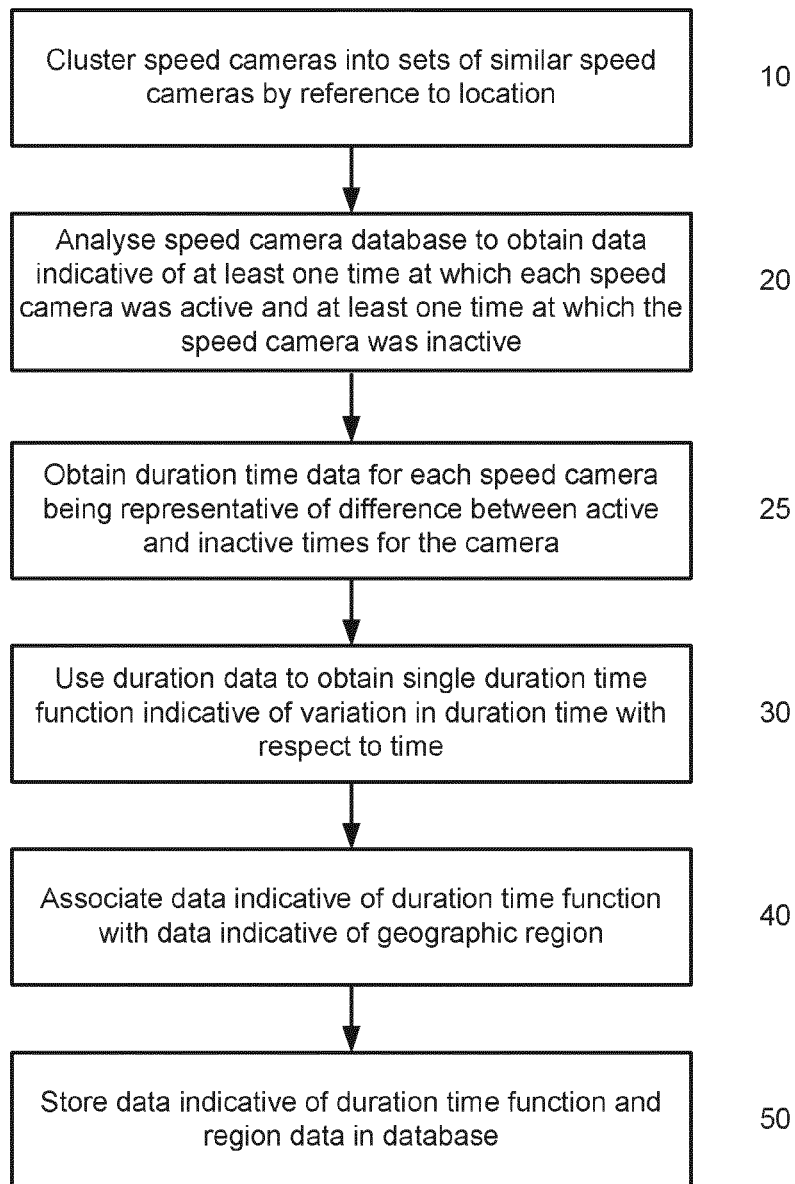 Cluster speed cameras into sets of similar speed
cameras by reference to location
10
Analyse speed camera database to obtain data
indicative of at least one time at which each speed
camera was active and at least one time at which the
speed camera was inactive
20
Obtain duration time data for each speed camera
being representative of difference between active
and inactive times for the camera
25
Use duration data to obtain single duration time
function indicative of variation in duration time with
respect to time
30
Associate data indicative of duration time function
with data indicative of geographic region
40
Store data indicative of duration time function and
region data in database
50